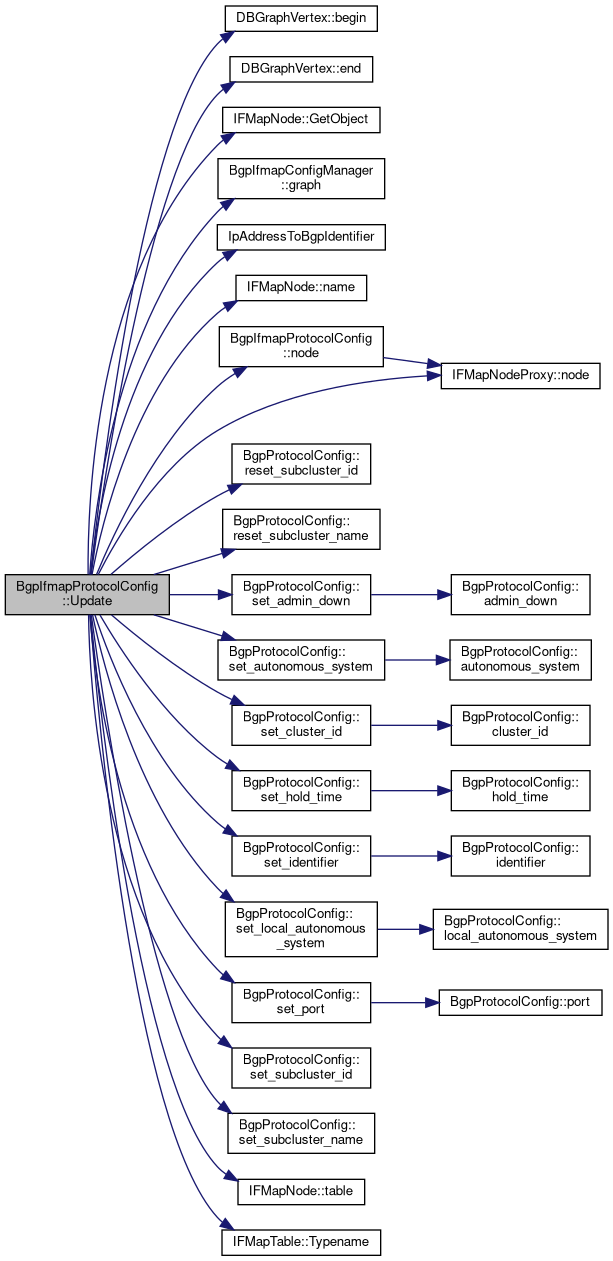 DBGraphVertex::begin
DBGraphVertex::end
IFMapNode::GetObject
BgpIfmapConfigManager
::graph
IpAddressToBgpIdentifier
IFMapNode::name
BgpIfmapProtocolConfig
::node
IFMapNodeProxy::node
BgpProtocolConfig::
reset_subcluster_id
BgpProtocolConfig::
reset_subcluster_name
BgpIfmapProtocolConfig
::Update
BgpProtocolConfig::
set_admin_down
BgpProtocolConfig::
admin_down
BgpProtocolConfig::
set_autonomous_system
BgpProtocolConfig::
autonomous_system
BgpProtocolConfig::
set_cluster_id
BgpProtocolConfig::
cluster_id
BgpProtocolConfig::
set_hold_time
BgpProtocolConfig::
hold_time
BgpProtocolConfig::
set_identifier
BgpProtocolConfig::
identifier
BgpProtocolConfig::
set_local_autonomous
_system
BgpProtocolConfig::
local_autonomous_system
BgpProtocolConfig::
set_port
BgpProtocolConfig::port
BgpProtocolConfig::
set_subcluster_id
BgpProtocolConfig::
set_subcluster_name
IFMapNode::table
IFMapTable::Typename